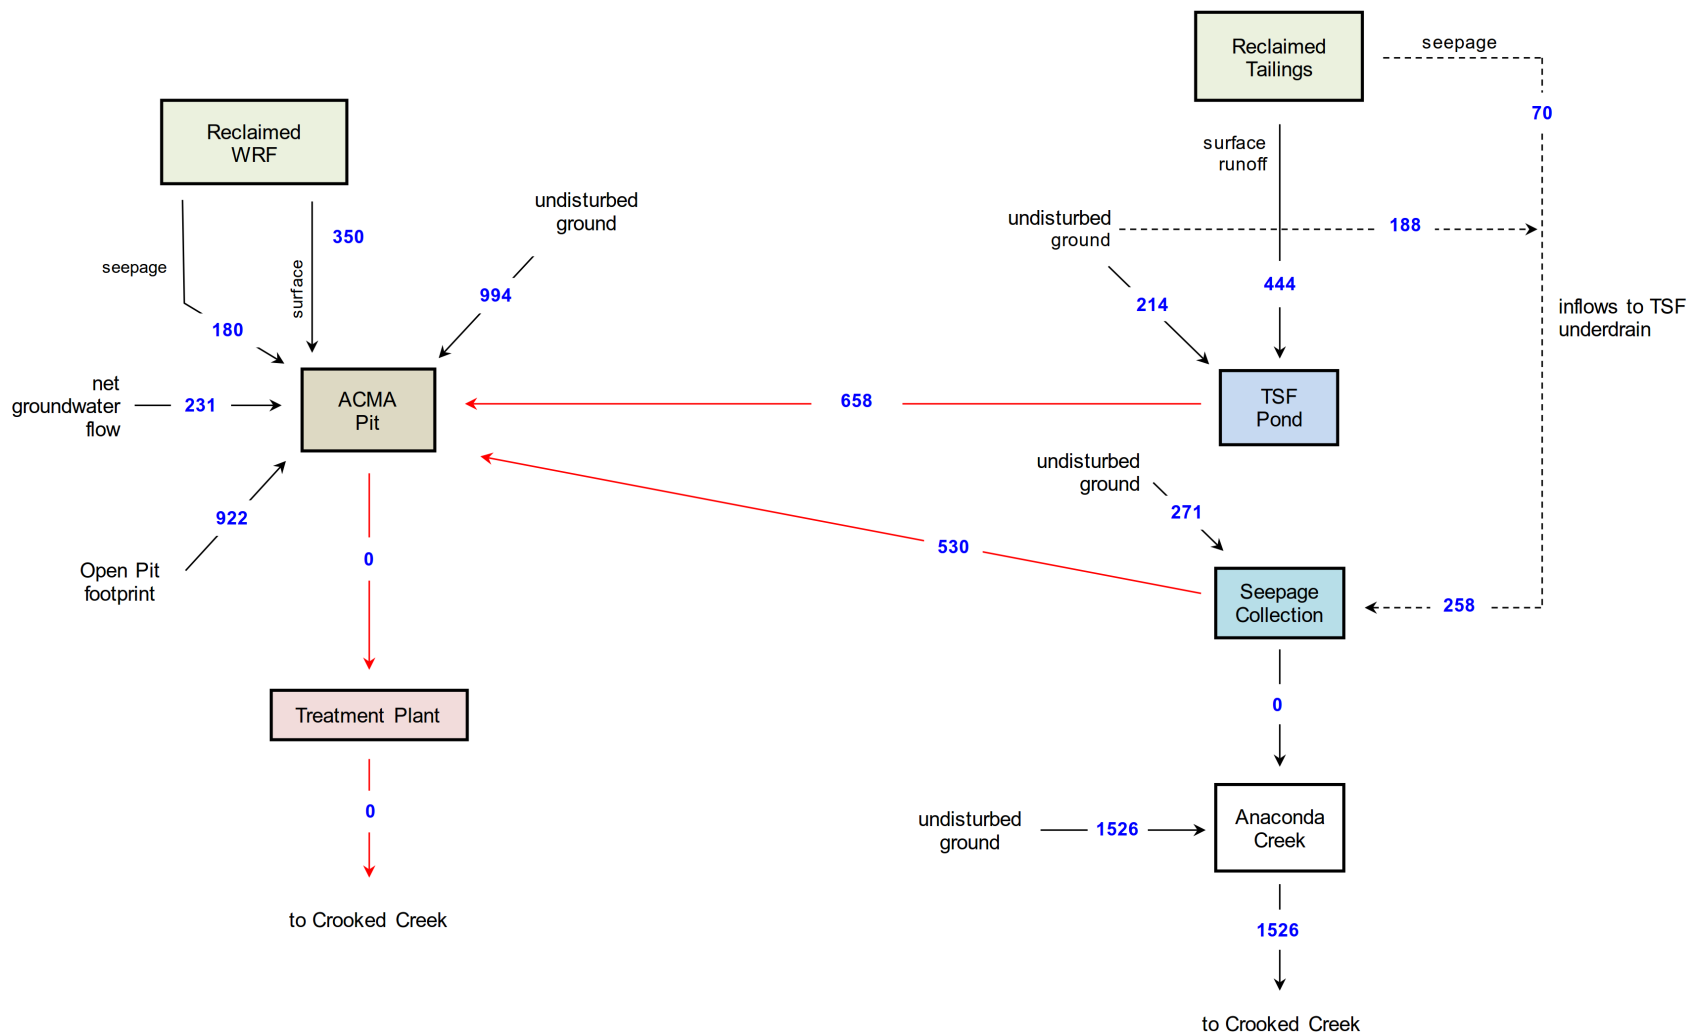 Reclaimed
Tailings
seepage
70
Reclaimed
WRF
surface
runoff
undisturbed
ground
350
undisturbed
ground
188
seepage
surface
994
444
214
180
inflows to TSF
underdrain
net
groundwater
flow
231
ACMA
Pit
658
TSF
Pond
undisturbed
ground
271
922
530
0
Open Pit
footprint
Seepage
Collection
258
0
Treatment Plant
0
undisturbed
ground
1526
Anaconda
Creek
to Crooked Creek
1526
to Crooked Creek